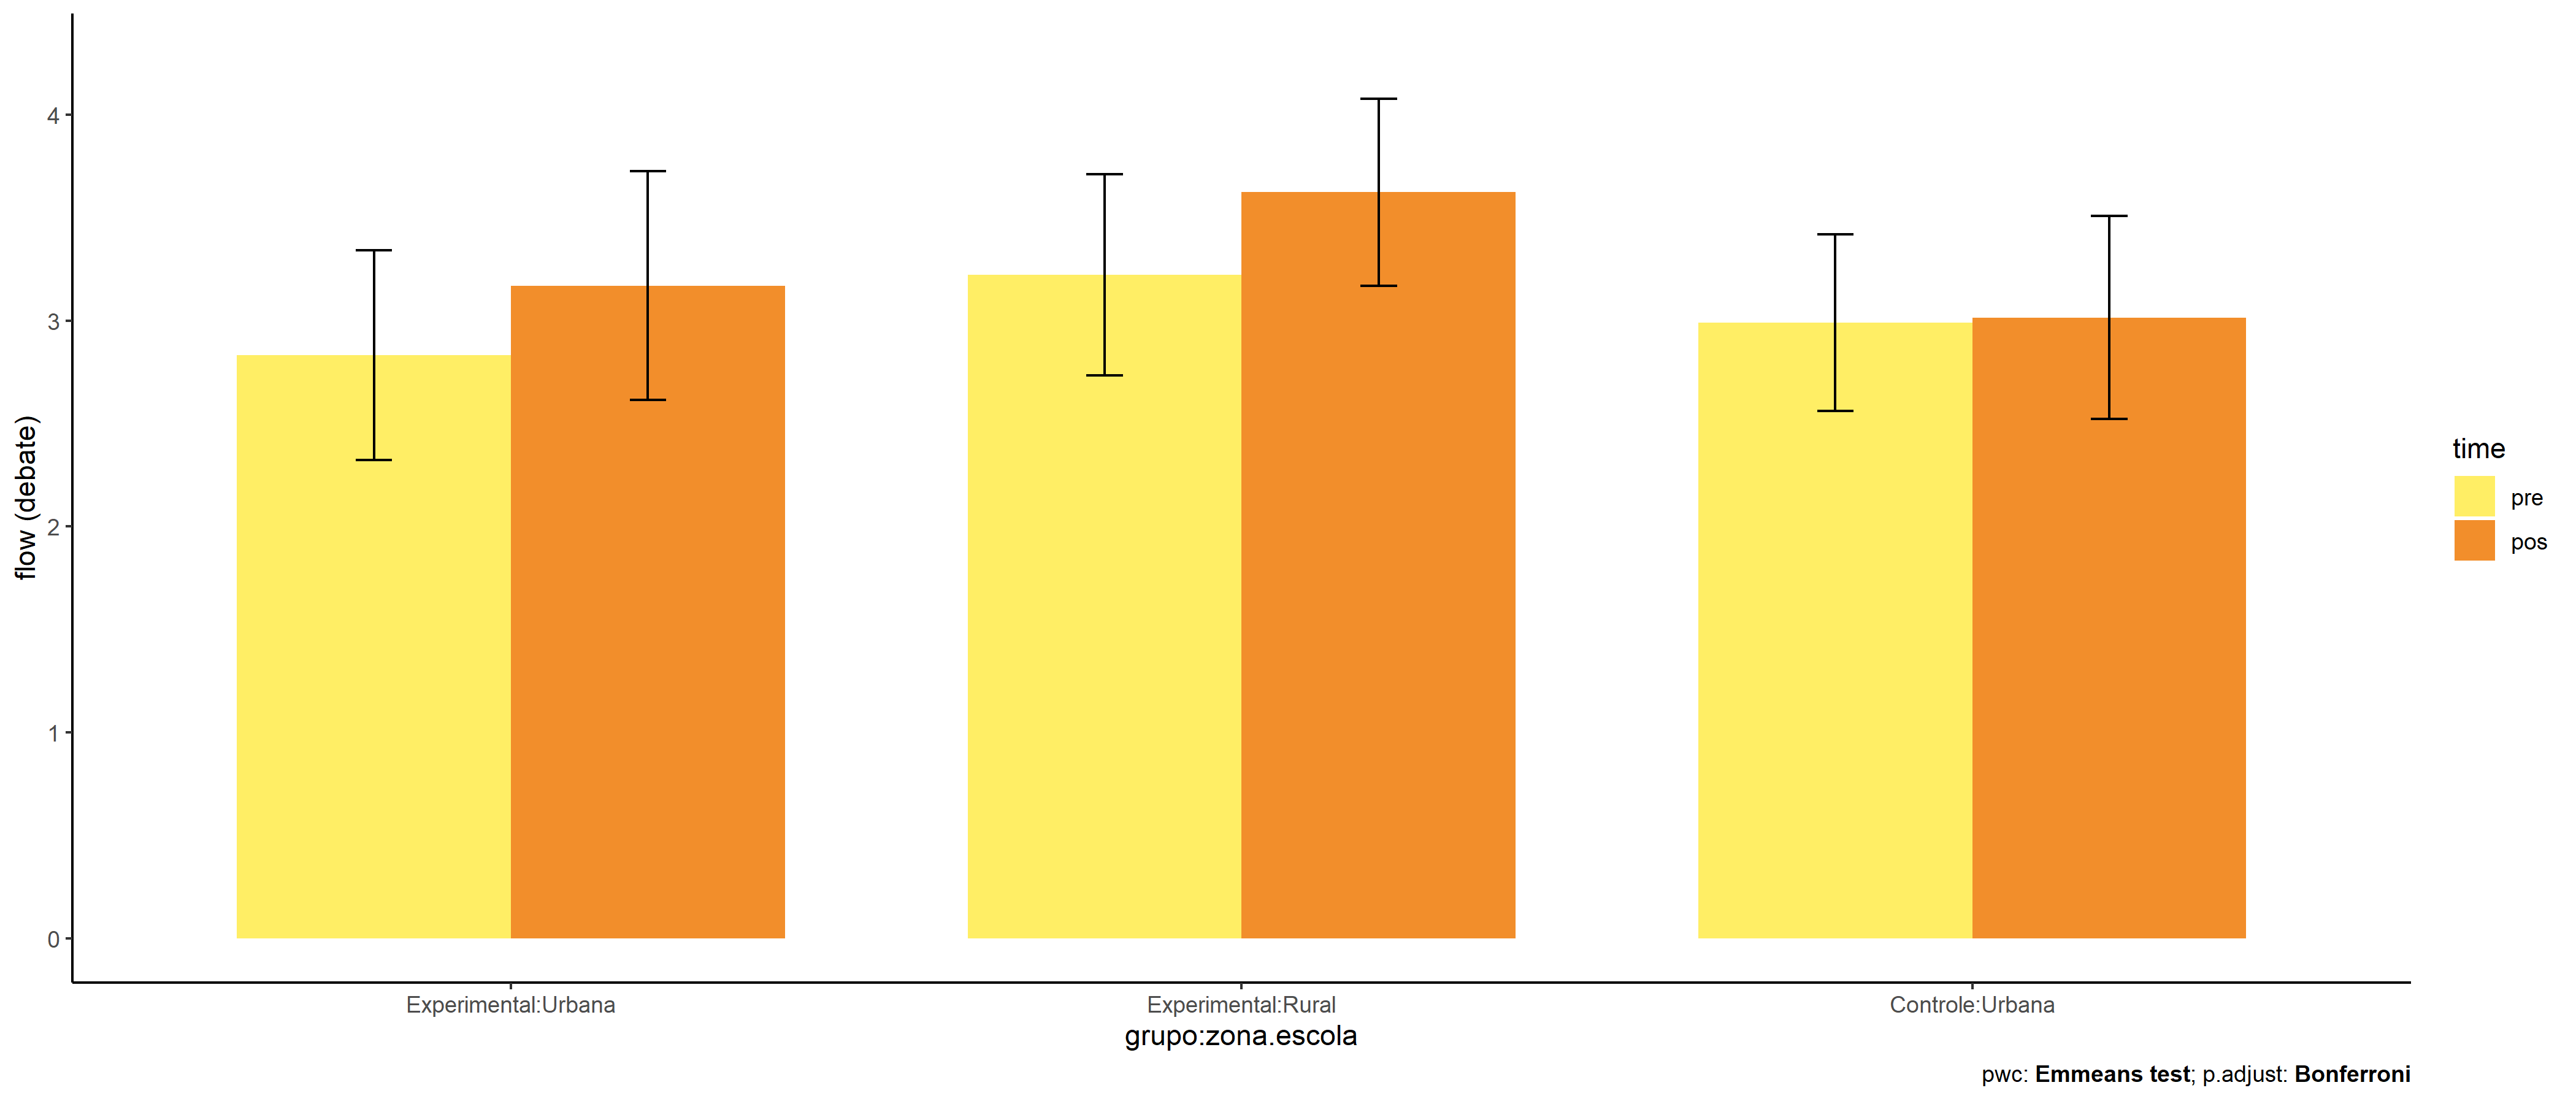 4
3
2
1
0
flow (debate)
Experimental:Urbana
Experimental:Rural
Controle:Urbana
grupo:zona.escola
time
pre
pos
pwc: Emmeans test; p.adjust: Bonferroni